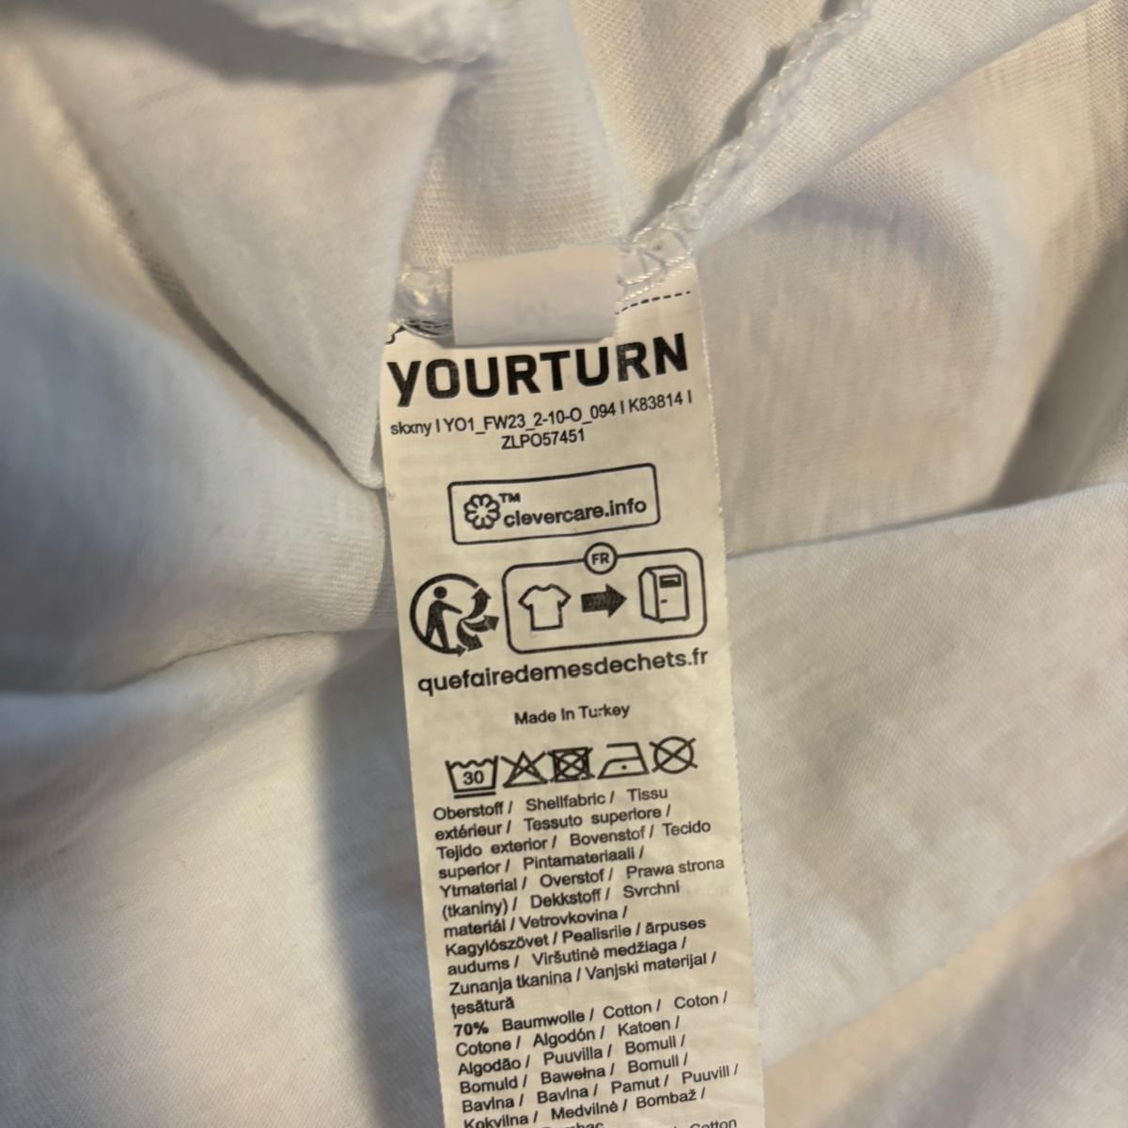 YOURTURN
skxny I YO1_FW23_2-10-O_094 I K83814 I
ZLPO57451
TM
clevercare.info
FR
quefairedemesdechets.fr
Made In Turkey
30
Oberstoff / Shellfabric / Tissu
extérieur / Tessuto superiore /
Tejido exterior / Bovenstof / Tecido
superior / Pintamateriaali /
Ytmaterial / Overstof / Prawa strona
(tkaniny) / Dekkstoff / Svrchní
materiál / Vetrovkovina /
Kagylószövet / Pealisriie / ārpuses
audums / Viršutinė medžiaga /
Zunanja tkanina / Vanjski materijal /
țesătură
70% Baumwolle / Cotton / Coton /
Cotone / Algodón / Katoen /
Algodão / Puuvilla / Bomull /
Bomuld / Bawełna / Bomull /
Bavlna / Bavlna / Pamut / Puuvill /
Kokvilna / Medvilnė / Bombaž /
Cotton